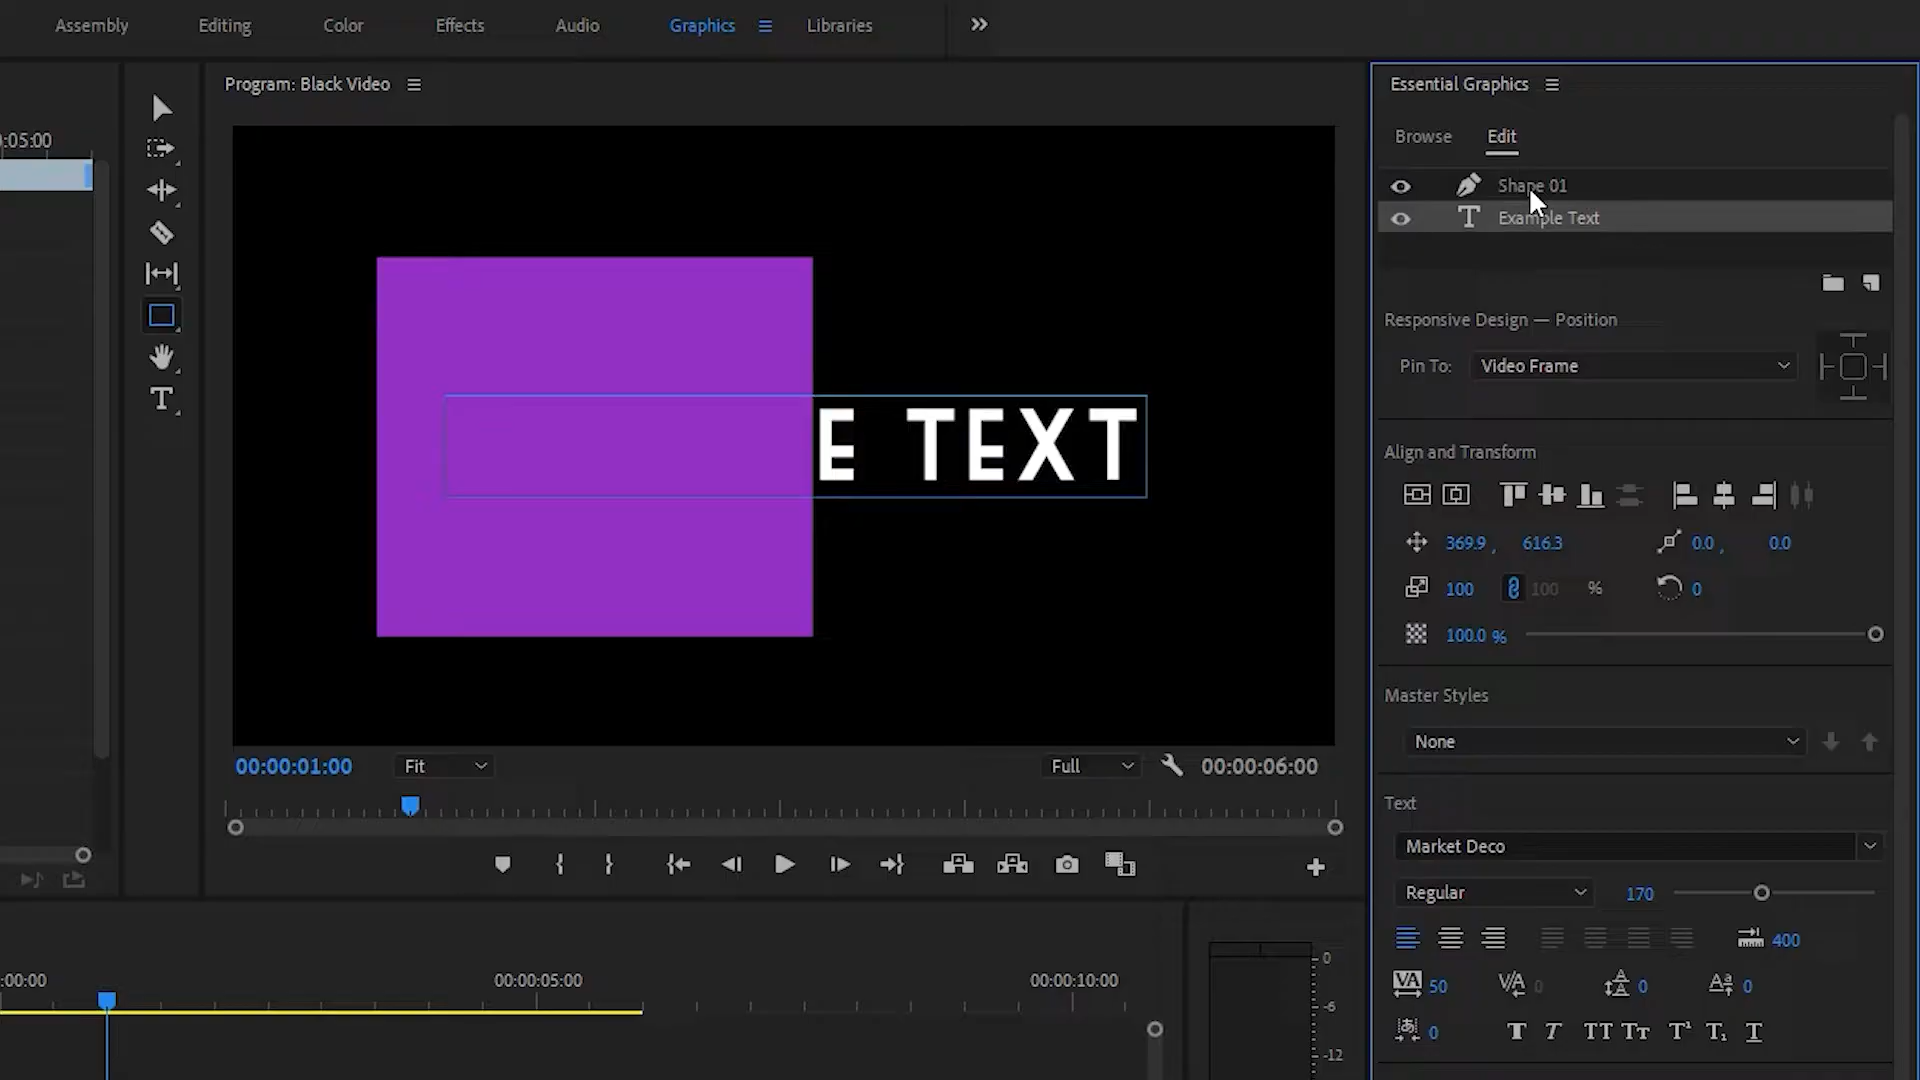 Assembly Editing Color Effects Audio Graphics Libraries
Program: Black Video
Essential Graphics
Browse Edit
:05:00
Shape 01
Example Text
Responsive Design — Position
Pin To: Video Frame
E TEXT
Align and Transform
369.9 , 616.3 0.0 , 0.0
100 100 % 0
100.0 %
Master Styles
None
00:00:01:00 Fit Full 00:00:06:00
Text
Market Deco
Regular 170
400
:00:00 00:00:05:00 00:00:10:00
0
-6
-12
50 0 0 0
0